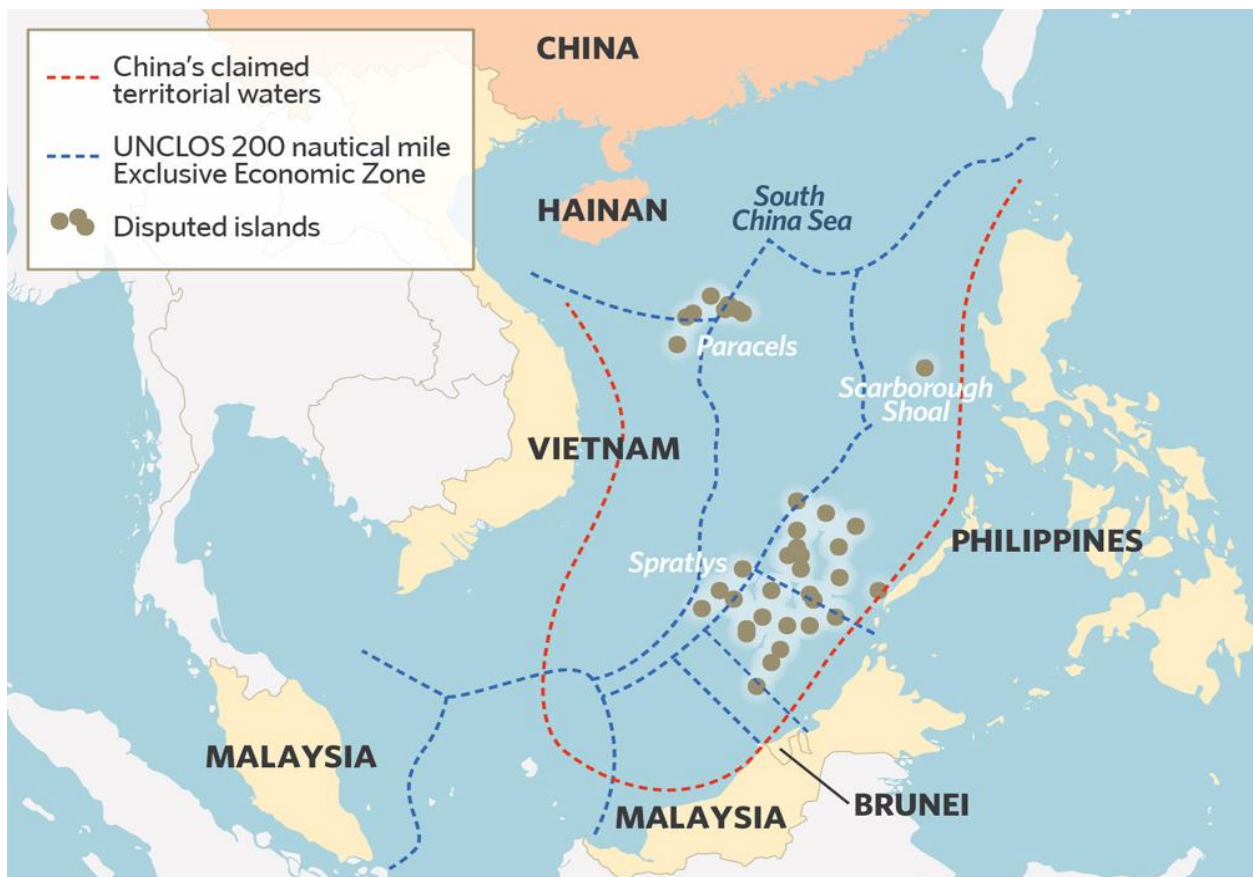 China's claimed
territorial waters
UNCLOS 200 nautical mile
Exclusive Economic Zone
Disputed islands
CHINA
HAINAN
South
China Sea
Paracels
Scarborough
Shoal
VIETNAM
Spratlys
PHILIPPINES
MALAYSIA
MALAYSIA
BRUNEI